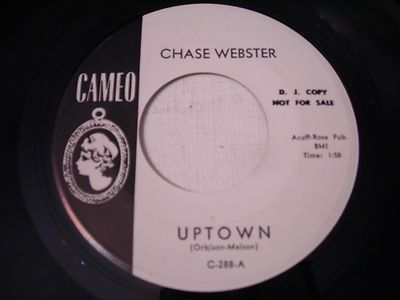 CHASE WEBSTER
CAMEO
D. J. COPY
NOT FOR SALE
Acuff-Rose Pub.
BMI
Time: 1:58
UPTOWN
(Orbison-Melson)
C-288-A